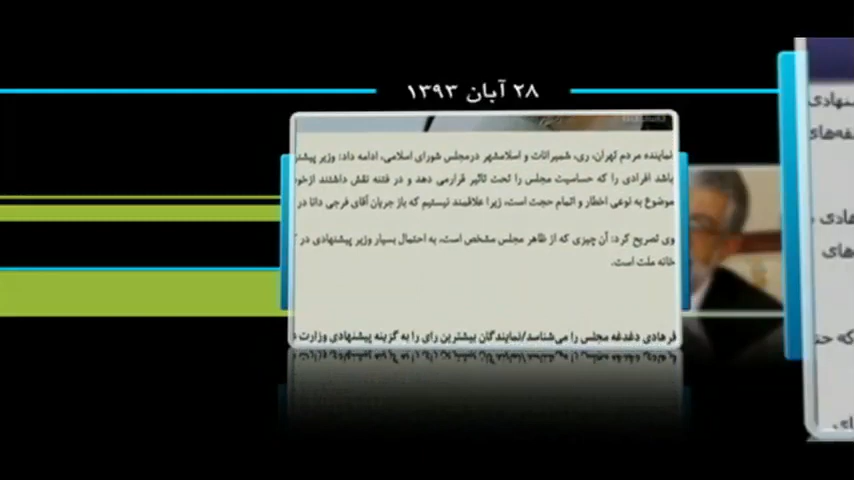 ۲۸ آبان ۱۳۹۳
نماینده مردم تهران، ری، شمیرانات و اسلامشهر درمجلس شورای اسلامی، ادامه داد: وزیر
باشد افرادی را که حساسیت مجلس را تحت تاثیر قرارمی دهد و در فتنه نقش داشتند
موضوع به نوعی اخطار و اتمام حجت است، زیرا علاقمند نیستیم که باز جریان آقای فرجی دانا در
وی تصریح کرد: آن چیزی که از ظاهر مجلس مشخص است، به احتمال بسیار وزیر پیشنهادی در
خانه ملت است.
فرهادی دغدغه مجلس را می‌شناسد/نمایندگان بیشترین رای را به گزینه پیشنهادی وزارت
های
که